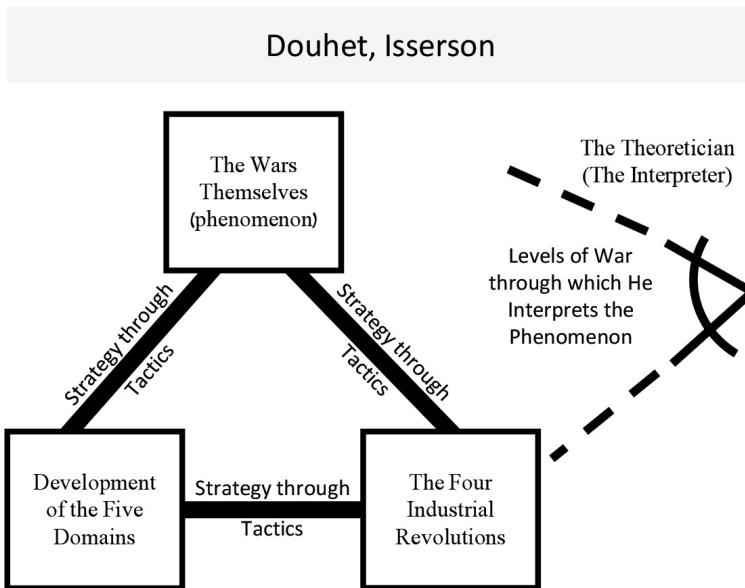 Douhet, Isserson
The Wars
Themselves
(phenomenon)
The Theoretician
(The Interpreter)
Levels of War
through which He
Interprets the
Phenomenon
Strategy through
Tactics
Strategy through
Tactics
Development
of the Five
Domains
Strategy through
Tactics
The Four
Industrial
Revolutions